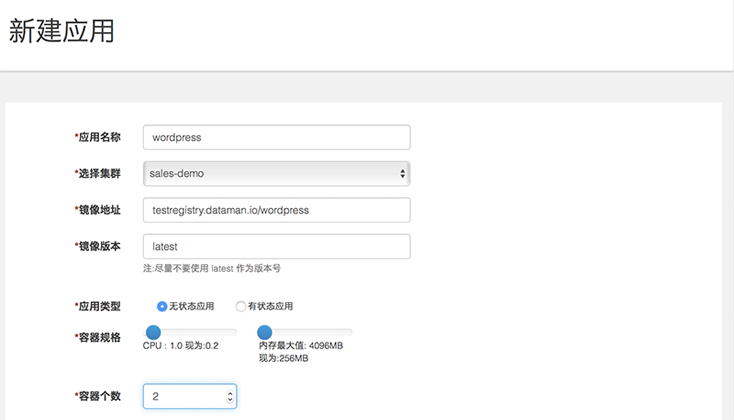 新建应用
*应用名称 wordpress
*选择集群 sales-demo
*镜像地址 testregistry.dataman.io/wordpress
*镜像版本 latest
注:尽量不要使用 latest 作为版本号
*应用类型 无状态应用 有状态应用
*容器规格
CPU : 1.0 现为:0.2 内存最大值: 4096MB
现为:256MB
*容器个数 2